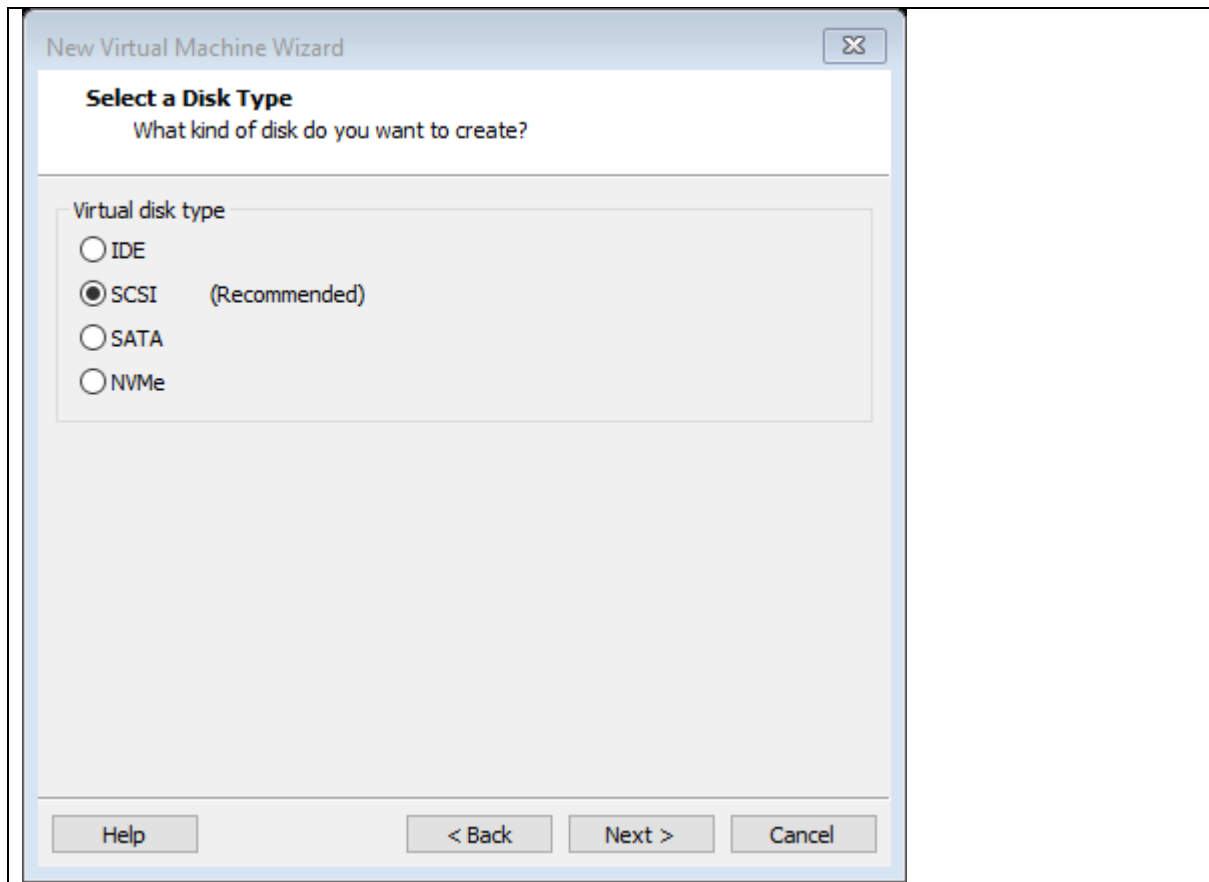 New Virtual Machine Wizard
Select a Disk Type
What kind of disk do you want to create?
Virtual disk type
IDE
SCSI (Recommended)
SATA
NVMe
Help < Back Next > Cancel